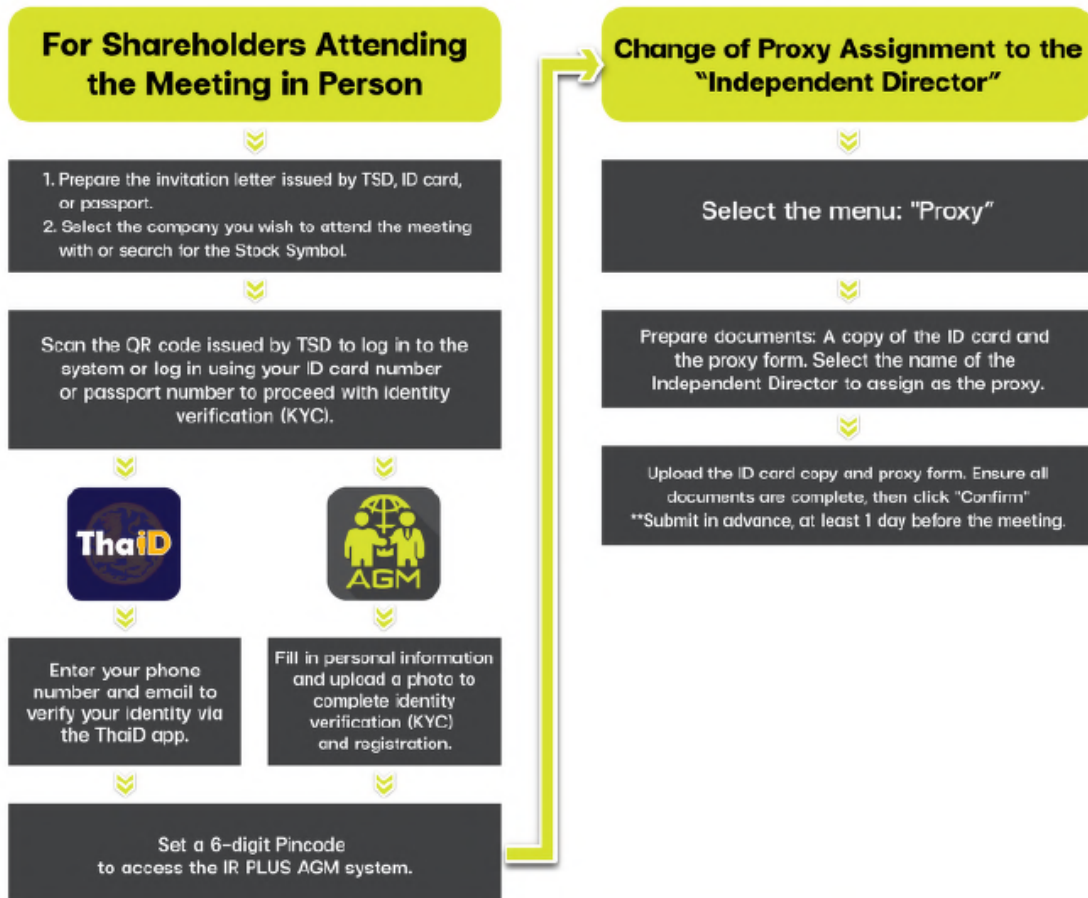 For Shareholders Attending
the Meeting in Person
1. Prepare the invitation letter issued by TSD, ID card,
or passport.
2. Select the company you wish to attend the meeting
with or search for the Stock Symbol.
Scan the QR code issued by TSD to log in to the
system or log in using your ID card number
or passport number to proceed with identity
verification (KYC).
ThaiD
Enter your phone
number and email to
verify your identity via
the ThaiD app.
AGM
Fill in personal information
and upload a photo to
complete identity
verification (KYC)
and registration.
Set a 6-digit Pincode
to access the IR PLUS AGM system.
Change of Proxy Assignment to the
“Independent Director”
Select the menu: "Proxy”
Prepare documents: A copy of the ID card and
the proxy form. Select the name of the
Independent Director to assign as the proxy.
Upload the ID card copy and proxy form. Ensure all
documents are complete, then click "Confirm"
**Submit in advance, at least 1 day before the meeting.